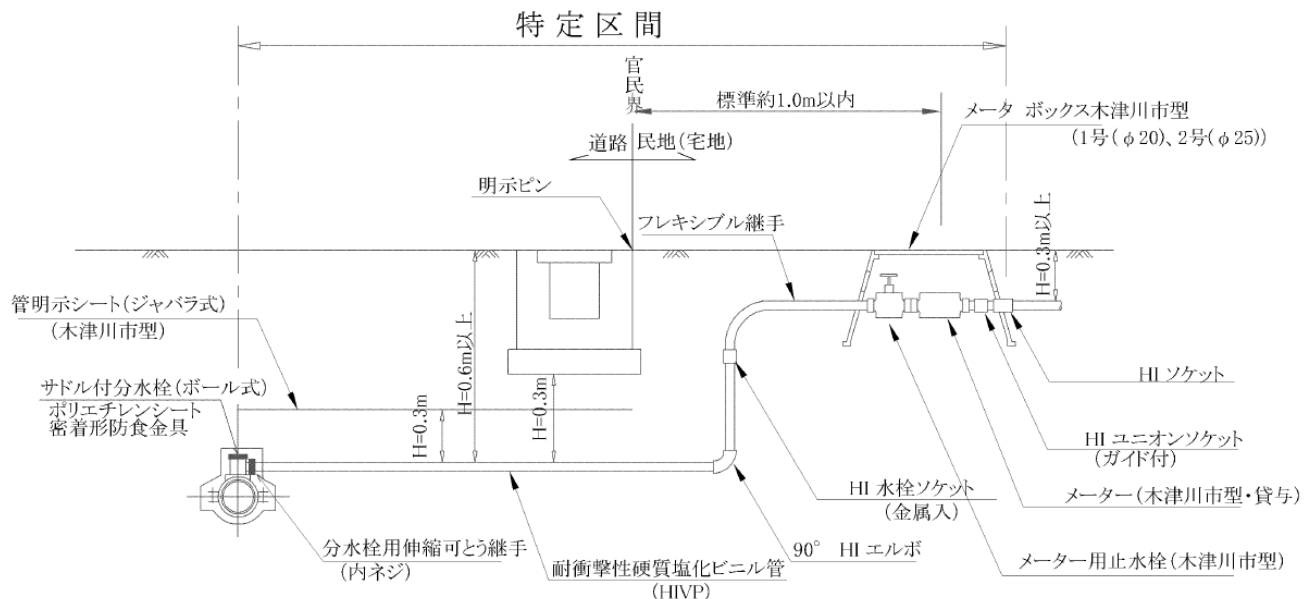 特定区間
官民界
標準約1.0m以内
メータ ボックス木津川市型
(1号(φ20)、2号(φ25))
道路 民地(宅地)
明示ピン
フレキシブル継手
H=0.3m以上
管明示シート(ジャバラ式)
(木津川市型)
H=0.6m以上
サドル付分水栓(ボール式)
ポリエチレンシート
密着形防食金具
H=0.3m
H=0.3m
HI ソケット
HI ユニオンソケット
(ガイド付)
HI 水栓ソケット
(金属入)
メーター(木津川市型・貸与)
分水栓用伸縮可とう継手
(内ネジ)
90° HI エルボ
メーター用止水栓(木津川市型)
耐衝撃性硬質塩化ビニル管
(HIVP)